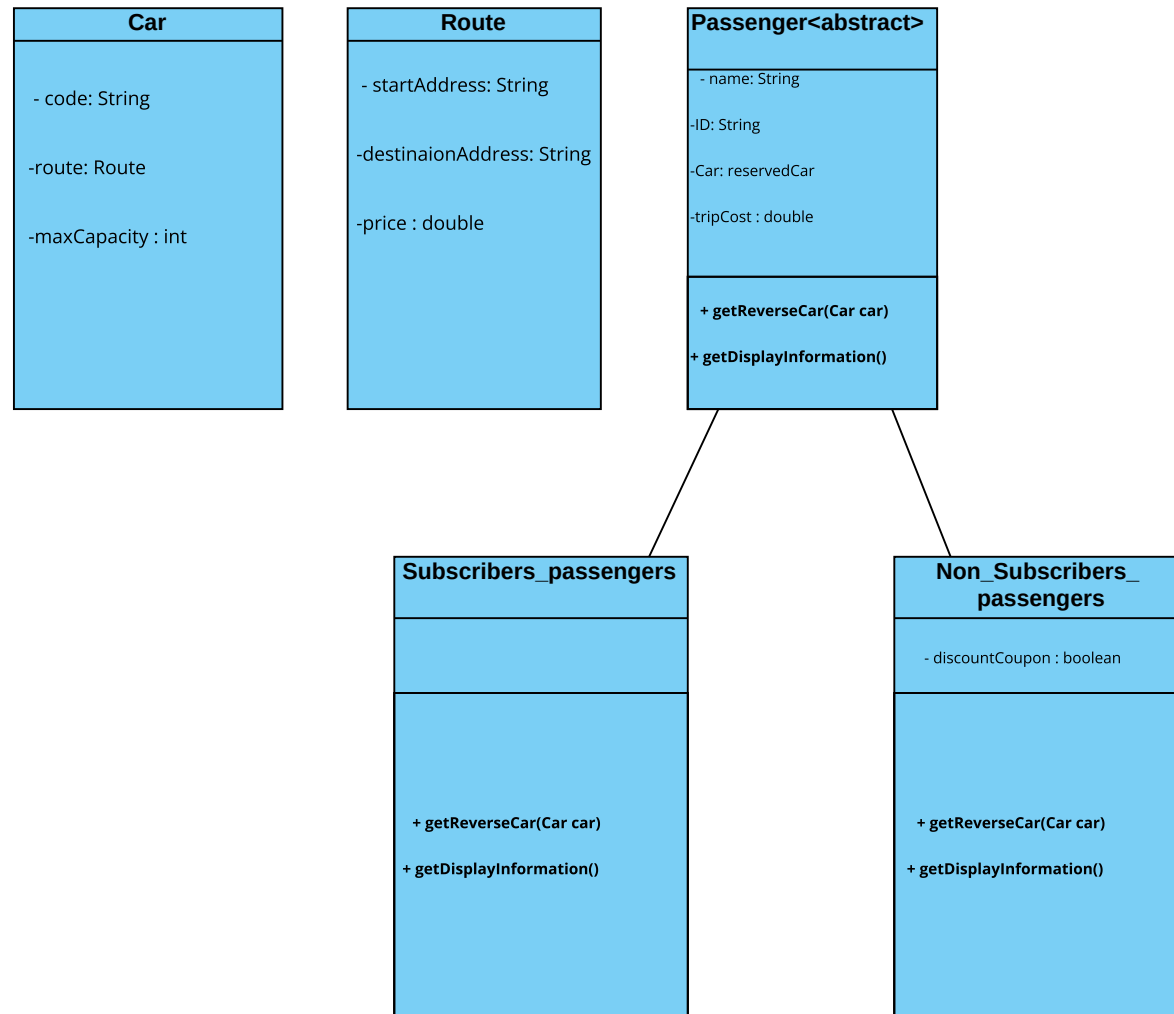 Car
- code: String
-route: Route
-maxCapacity : int
Route
- startAddress: String
-destinaionAddress: String
-price : double
Passenger<abstract>
- name: String
-ID: String
-Car: reservedCar
-tripCost : double
+ getReverseCar(Car car)
+ getDisplayInformation()
Subscribers_passengers
+ getReverseCar(Car car)
+ getDisplayInformation()
Non_Subscribers_
passengers
- discountCoupon : boolean
+ getReverseCar(Car car)
+ getDisplayInformation()